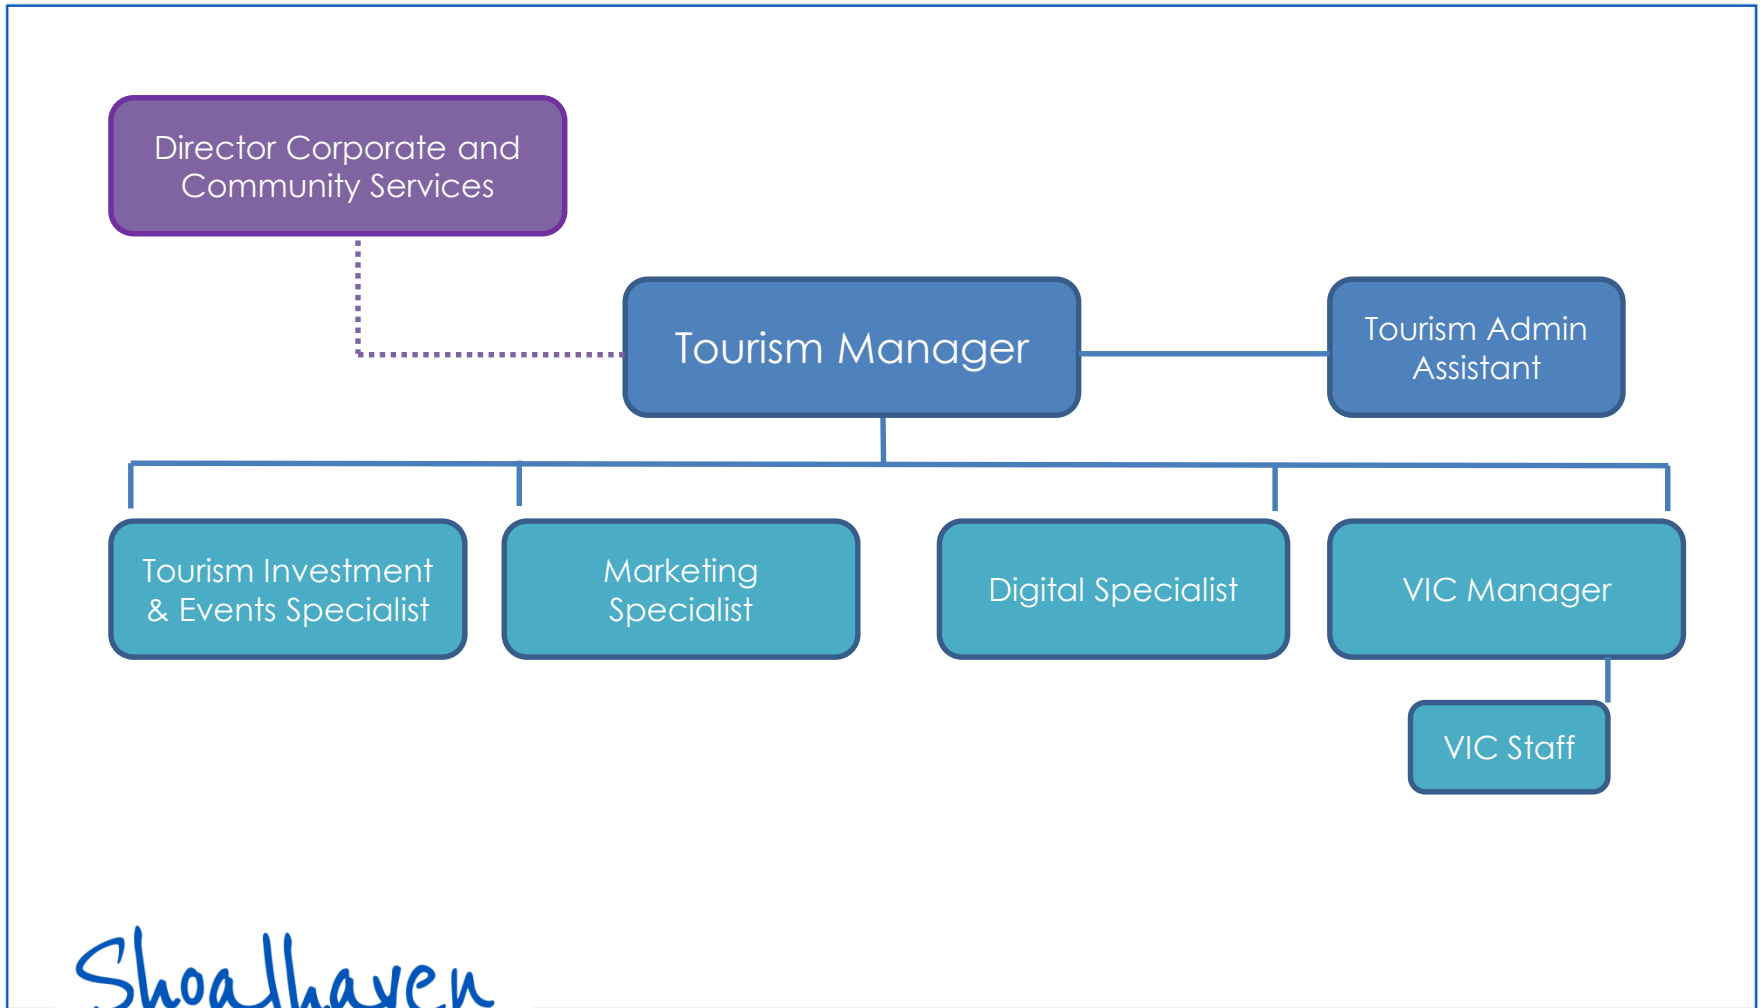 Director Corporate and
Community Services
Tourism Manager
Tourism Admin
Assistant
Tourism Investment
& Events Specialist
Marketing
Specialist
Digital Specialist
VIC Manager
VIC Staff
Shoalhaven